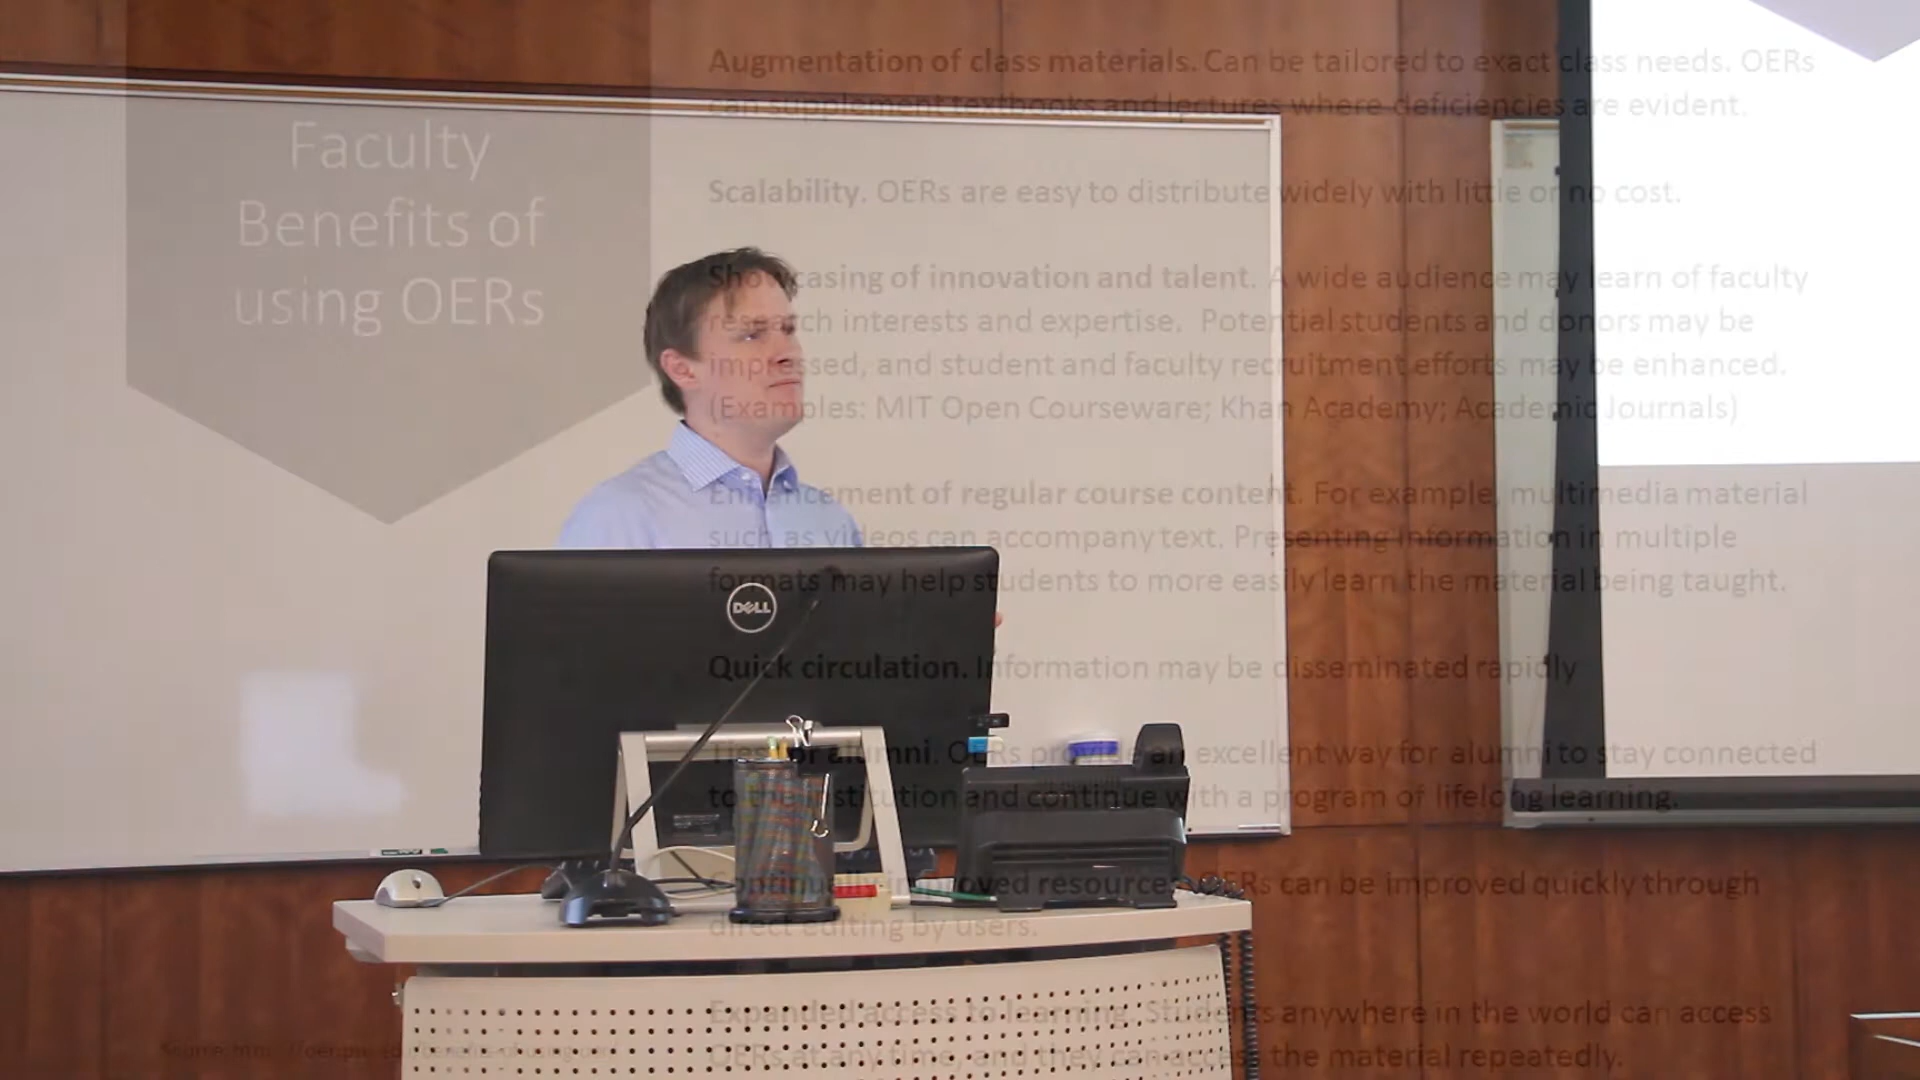 Faculty
Benefits of
using OERs
Augmentation of class materials. Can be tailored to exact class needs. OERs
can supplement textbooks and lectures where deficiencies are evident.
Scalability. OERs are easy to distribute widely with little or no cost.
Showcasing of innovation and talent. A wide audience may learn of faculty
research interests and expertise. Potential students and donors may be
impressed, and student and faculty recruitment efforts may be enhanced.
(Examples: MIT Open Courseware; Khan Academy; Academic Journals)
Enhancement of regular course content. For example, multimedia material
such as videos can accompany text. Presenting information in multiple
formats may help students to more easily learn the material being taught.
DELL
Quick circulation. Information may be disseminated rapidly
Ties for alumni. OERs provide an excellent way for alumni to stay connected
to the institution and continue with a program of lifelong learning.
Continually improved resources. OERs can be improved quickly through
direct editing by users.
Expanded access to learning. Students anywhere in the world can access
OERs at any time, and they can access the material repeatedly.